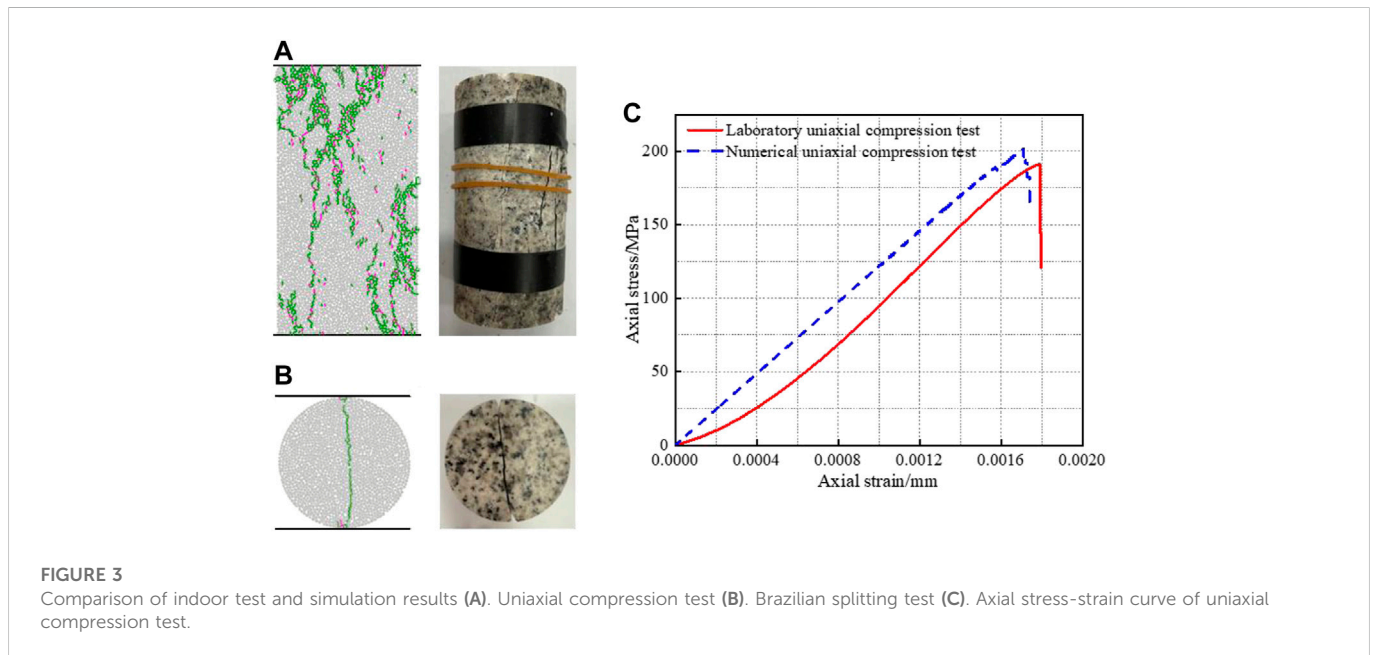 A
B
C
Laboratory uniaxial compression test
Numerical uniaxial compression test
200
150
100
50
0
Axial stress/MPa
0.0000 0.0004 0.0008 0.0012 0.0016 0.0020
Axial strain/mm
FIGURE 3
Comparison of indoor test and simulation results (A). Uniaxial compression test (B). Brazilian splitting test (C). Axial stress-strain curve of uniaxial
compression test.